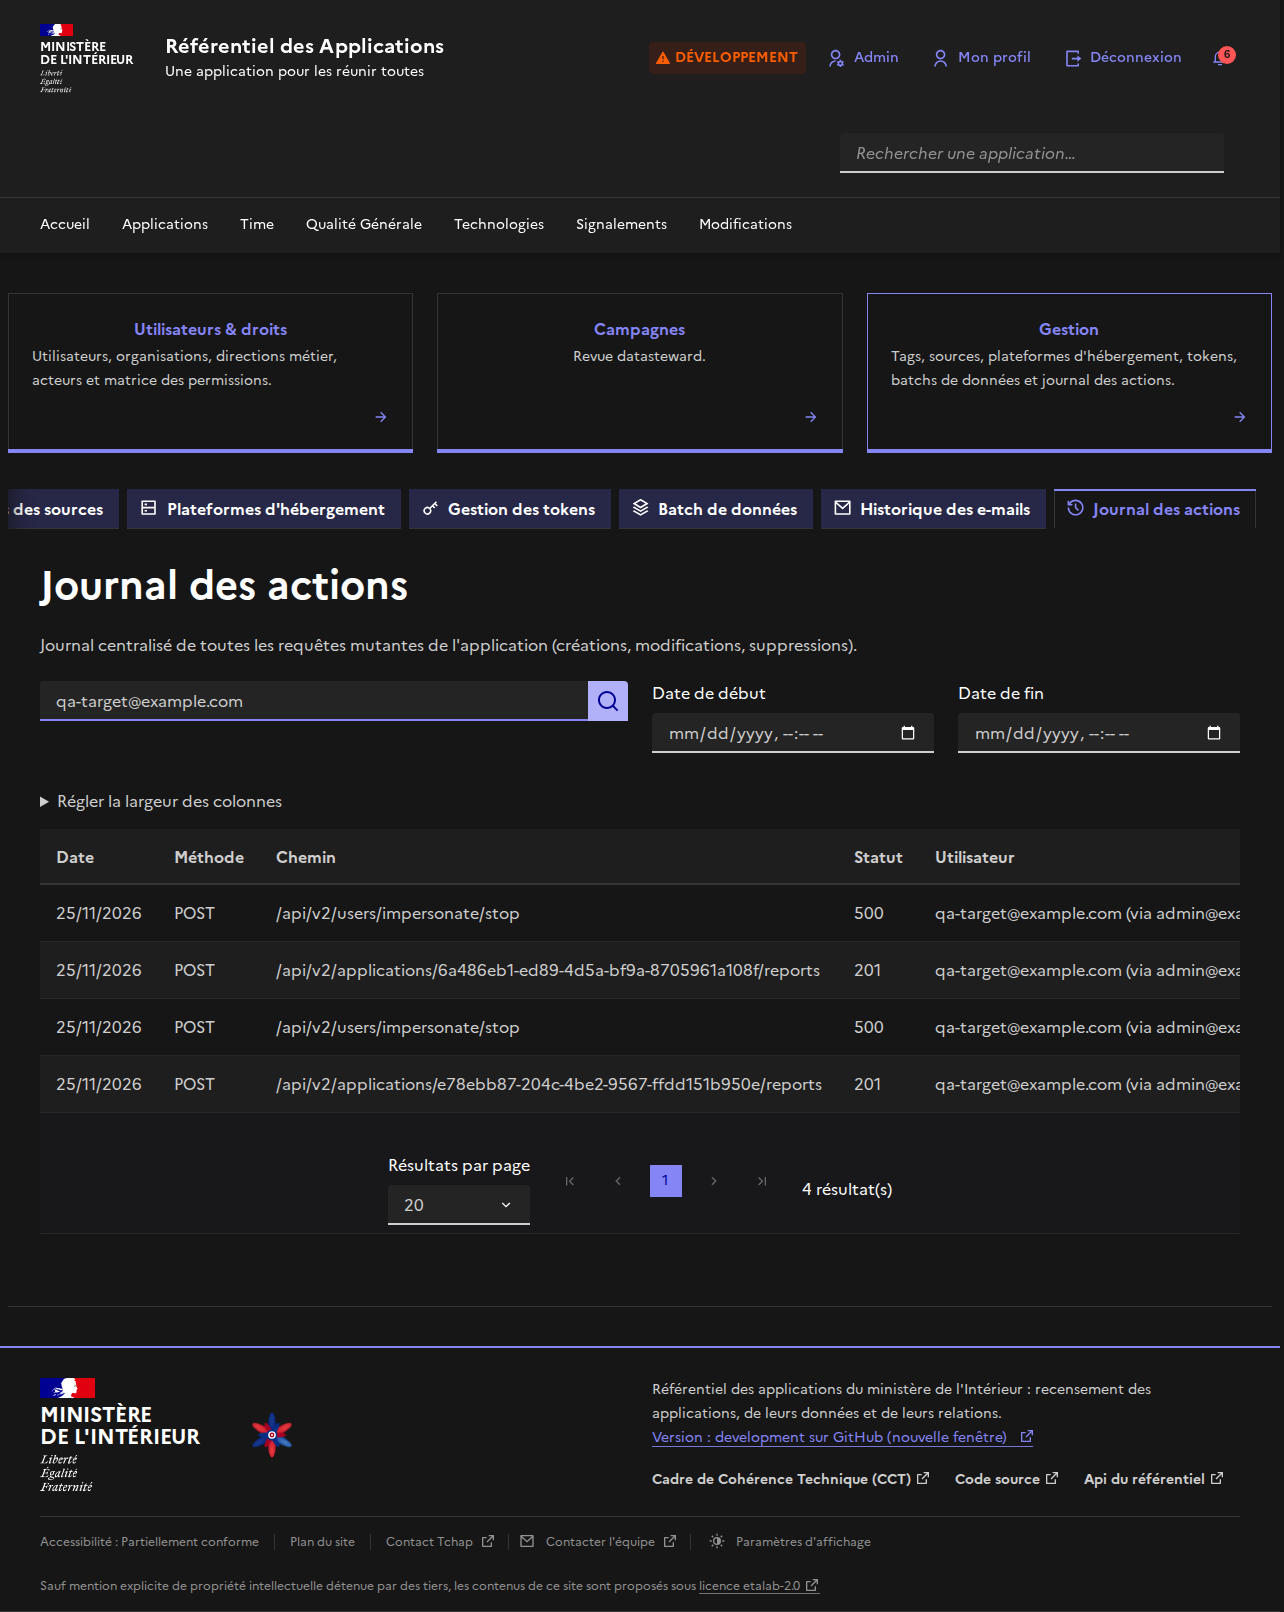 MINISTÈRE
DE L'INTÉRIEUR
Liberté
Égalité
Fraternité
Référentiel des Applications
Une application pour les réunir toutes
DÉVELOPPEMENT
Admin
Mon profil
Déconnexion
6
Rechercher une application...
Accueil
Applications
Time
Qualité Générale
Technologies
Signalements
Modifications
Utilisateurs & droits
Utilisateurs, organisations, directions métier,
acteurs et matrice des permissions.
Campagnes
Revue datasteward.
Gestion
Tags, sources, plateformes d'hébergement, tokens,
batchs de données et journal des actions.
des sources
Plateformes d'hébergement
Gestion des tokens
Batch de données
Historique des e-mails
Journal des actions
Journal des actions
Journal centralisé de toutes les requêtes mutantes de l'application (créations, modifications, suppressions).
qa-target@example.com
Date de début
mm/dd/yyyy, --:-- --
Date de fin
mm/dd/yyyy, --:-- --
Régler la largeur des colonnes
Date Méthode Chemin Statut Utilisateur
25/11/2026 POST /api/v2/users/impersonate/stop 500 qa-target@example.com (via admin@exa
25/11/2026 POST /api/v2/applications/6a486eb1-ed89-4d5a-bf9a-8705961a108f/reports 201 qa-target@example.com (via admin@exa
25/11/2026 POST /api/v2/users/impersonate/stop 500 qa-target@example.com (via admin@exa
25/11/2026 POST /api/v2/applications/e78ebb87-204c-4be2-9567-ffdd151b950e/reports 201 qa-target@example.com (via admin@exa
Résultats par page
20
1
4 résultat(s)
MINISTÈRE
DE L'INTÉRIEUR
Liberté
Égalité
Fraternité
Référentiel des applications du ministère de l'Intérieur : recensement des
applications, de leurs données et de leurs relations.
Version : development sur GitHub (nouvelle fenêtre)
Cadre de Cohérence Technique (CCT)
Code source
Api du référentiel
Accessibilité : Partiellement conforme
Plan du site
Contact Tchap
Contacter l'équipe
Paramètres d'affichage
Sauf mention explicite de propriété intellectuelle détenue par des tiers, les contenus de ce site sont proposés sous licence etalab-2.0